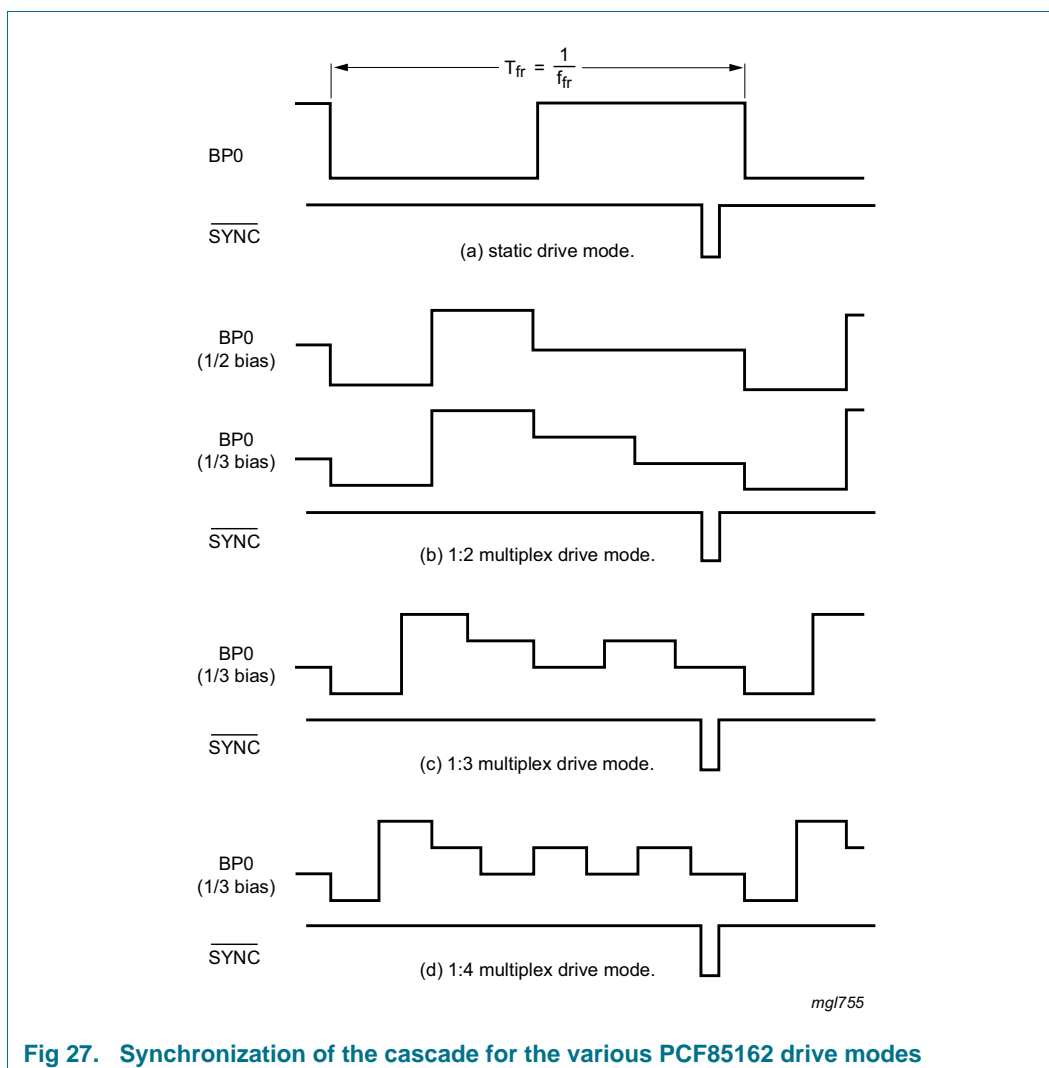 Tfr = 1/ffr
BP0
SYNC
(a) static drive mode.
BP0
(1/2 bias)
BP0
(1/3 bias)
SYNC
(b) 1:2 multiplex drive mode.
BP0
(1/3 bias)
SYNC
(c) 1:3 multiplex drive mode.
BP0
(1/3 bias)
SYNC
(d) 1:4 multiplex drive mode.
mgl755
Fig 27. Synchronization of the cascade for the various PCF85162 drive modes